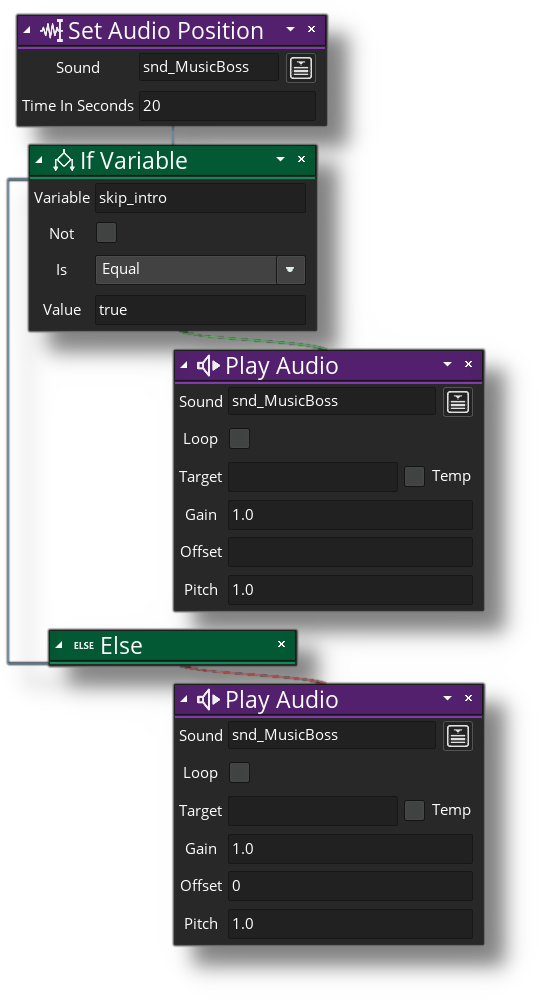 Set Audio Position
Sound snd_MusicBoss
Time In Seconds 20
If Variable
Variable skip_intro
Not
Is Equal
Value true
Play Audio
Sound snd_MusicBoss
Loop
Target Temp
Gain 1.0
Offset
Pitch 1.0
ELSE Else
Play Audio
Sound snd_MusicBoss
Loop
Target Temp
Gain 1.0
Offset 0
Pitch 1.0